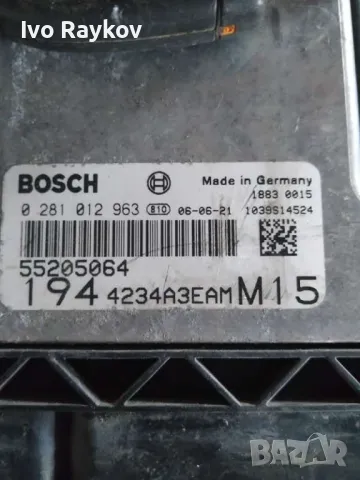 Ivo Raykov
BOSCH
Made in Germany
1883 0015
0 281 012 963 810 06-06-21 1039S14524
55205064
194 4234A3EAM M15
BAZAR